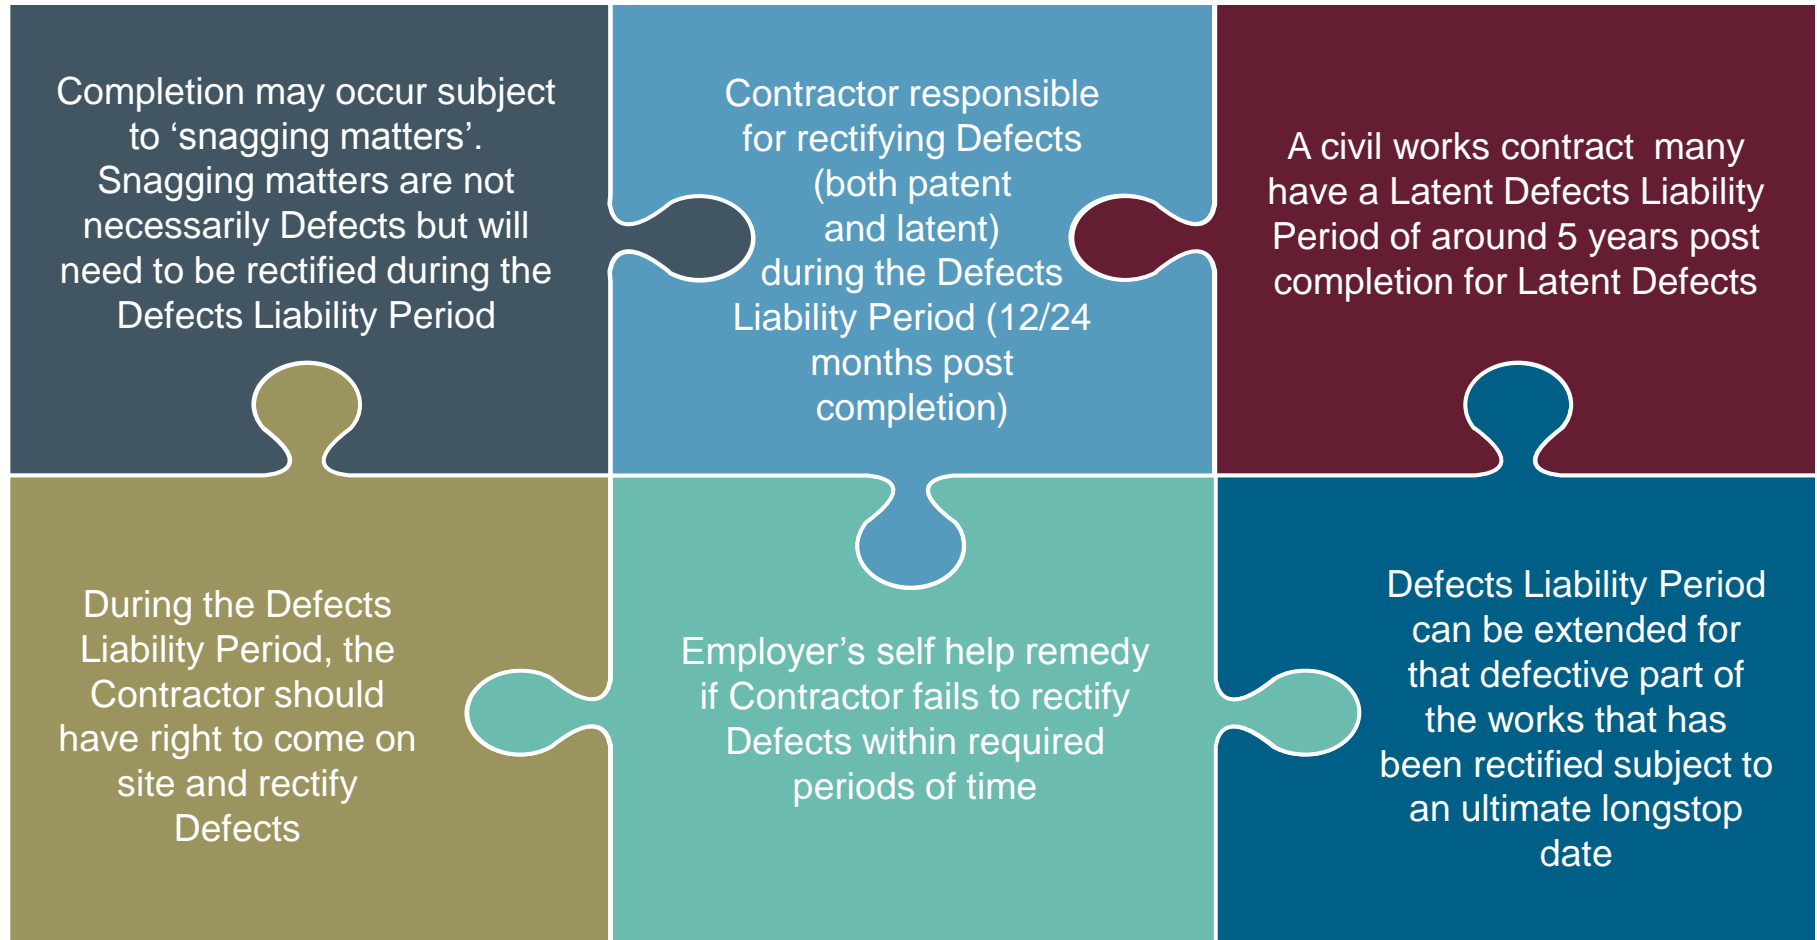 Completion may occur subject
to ‘snagging matters’.
Snagging matters are not
necessarily Defects but will
need to be rectified during the
Defects Liability Period
Contractor responsible
for rectifying Defects
(both patent
and latent)
during the Defects
Liability Period (12/24
months post
completion)
A civil works contract  many
have a Latent Defects Liability
Period of around 5 years post
completion for Latent Defects
During the Defects
Liability Period, the
Contractor should
have right to come on
site and rectify
Defects
Employer’s self help remedy
if Contractor fails to rectify
Defects within required
periods of time
Defects Liability Period
can be extended for
that defective part of
the works that has
been rectified subject to
an ultimate longstop
date